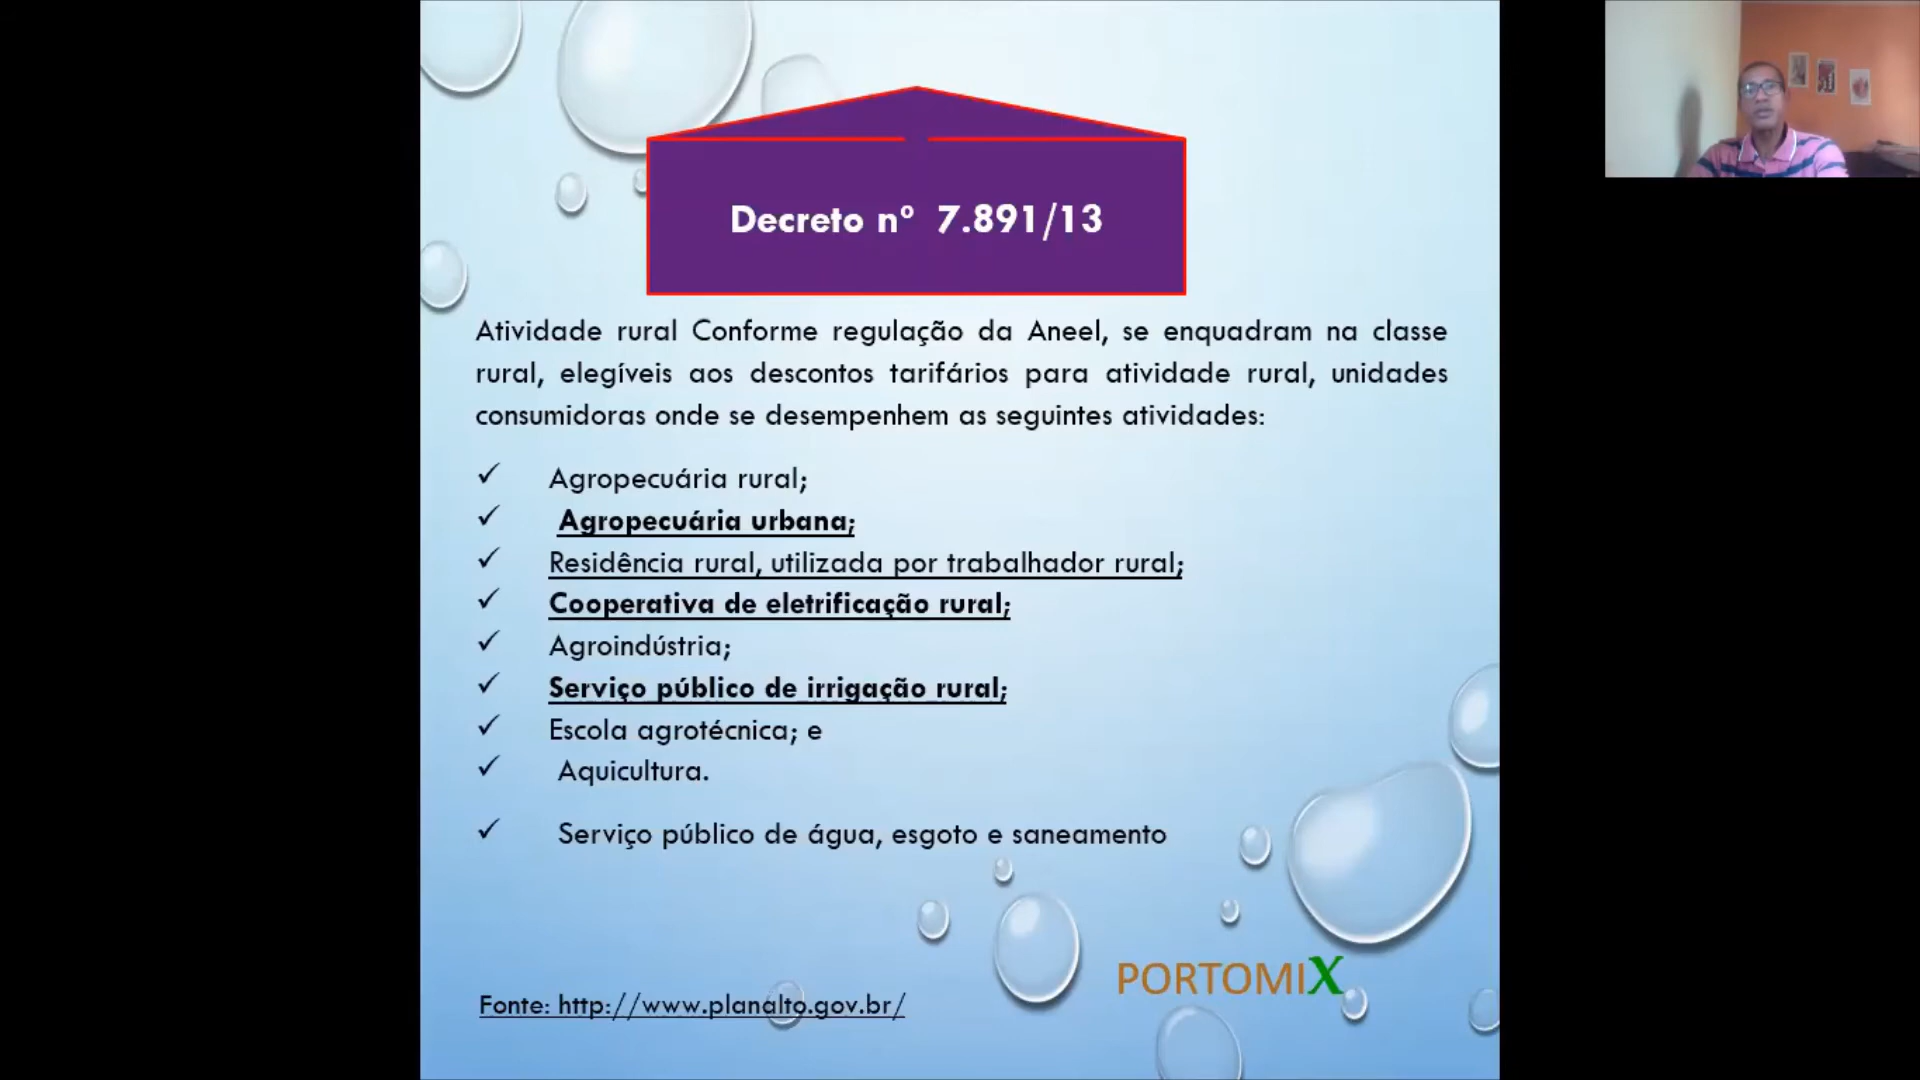 Decreto nº 7.891/13
Atividade rural Conforme regulação da Aneel, se enquadram na classe
rural, elegíveis aos descontos tarifários para atividade rural, unidades
consumidoras onde se desempenhem as seguintes atividades:
✓ Agropecuária rural;
✓ Agropecuária urbana;
✓ Residência rural, utilizada por trabalhador rural;
✓ Cooperativa de eletrificação rural;
✓ Agroindústria;
✓ Serviço público de irrigação rural;
✓ Escola agrotécnica; e
✓ Aquicultura.
✓ Serviço público de água, esgoto e saneamento
PORTOMIX
Fonte: http://www.planalto.gov.br/